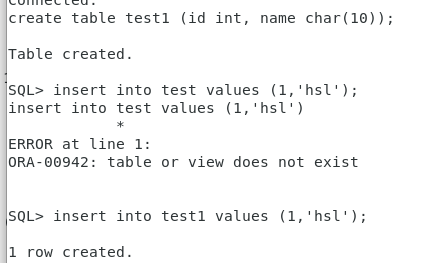 Connected.
create table test1 (id int, name char(10));
Table created.
SQL> insert into test values (1,'hsl');
insert into test values (1,'hsl')
*
ERROR at line 1:
ORA-00942: table or view does not exist
SQL> insert into test1 values (1,'hsl');
1 row created.